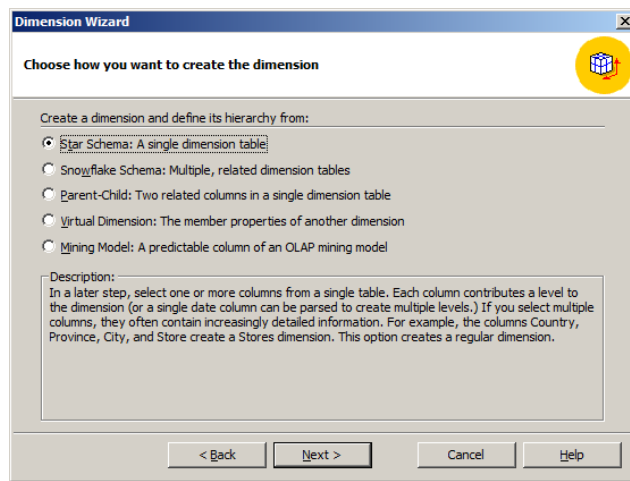 Dimension Wizard
Choose how you want to create the dimension
Create a dimension and define its hierarchy from:
Star Schema: A single dimension table
Snowflake Schema: Multiple, related dimension tables
Parent-Child: Two related columns in a single dimension table
Virtual Dimension: The member properties of another dimension
Mining Model: A predictable column of an OLAP mining model
Description:
In a later step, select one or more columns from a single table. Each column contributes a level to
the dimension (or a single date column can be parsed to create multiple levels.) If you select multiple
columns, they often contain increasingly detailed information. For example, the columns Country,
Province, City, and Store create a Stores dimension. This option creates a regular dimension.
< Back Next > Cancel Help